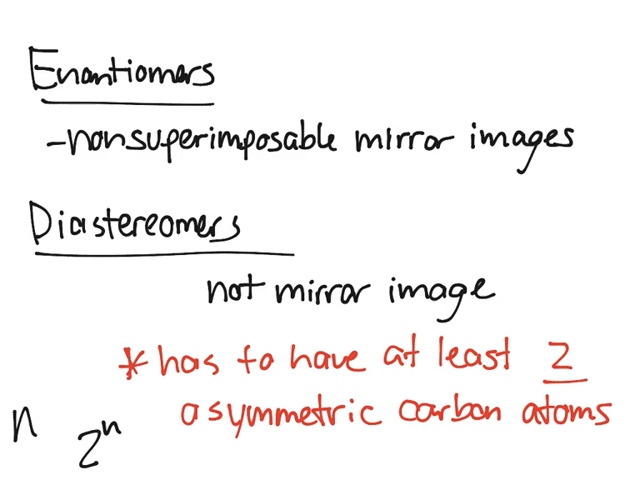 Enantiomers
-nonsuperimposable mirror images
Diastereomers
not mirror image
* has to have at least 2
asymmetric carbon atoms
n 2ⁿ